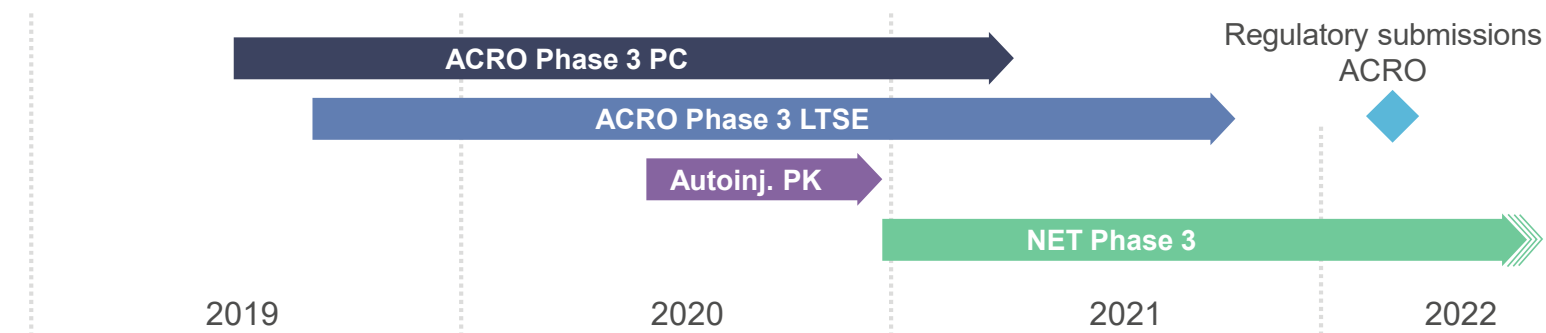 Regulatory submissions
ACRO
ACRO Phase 3 PC
ACRO Phase 3 LTSE
Autoinj. PK
NET Phase 3
2019
2020
2021
2022